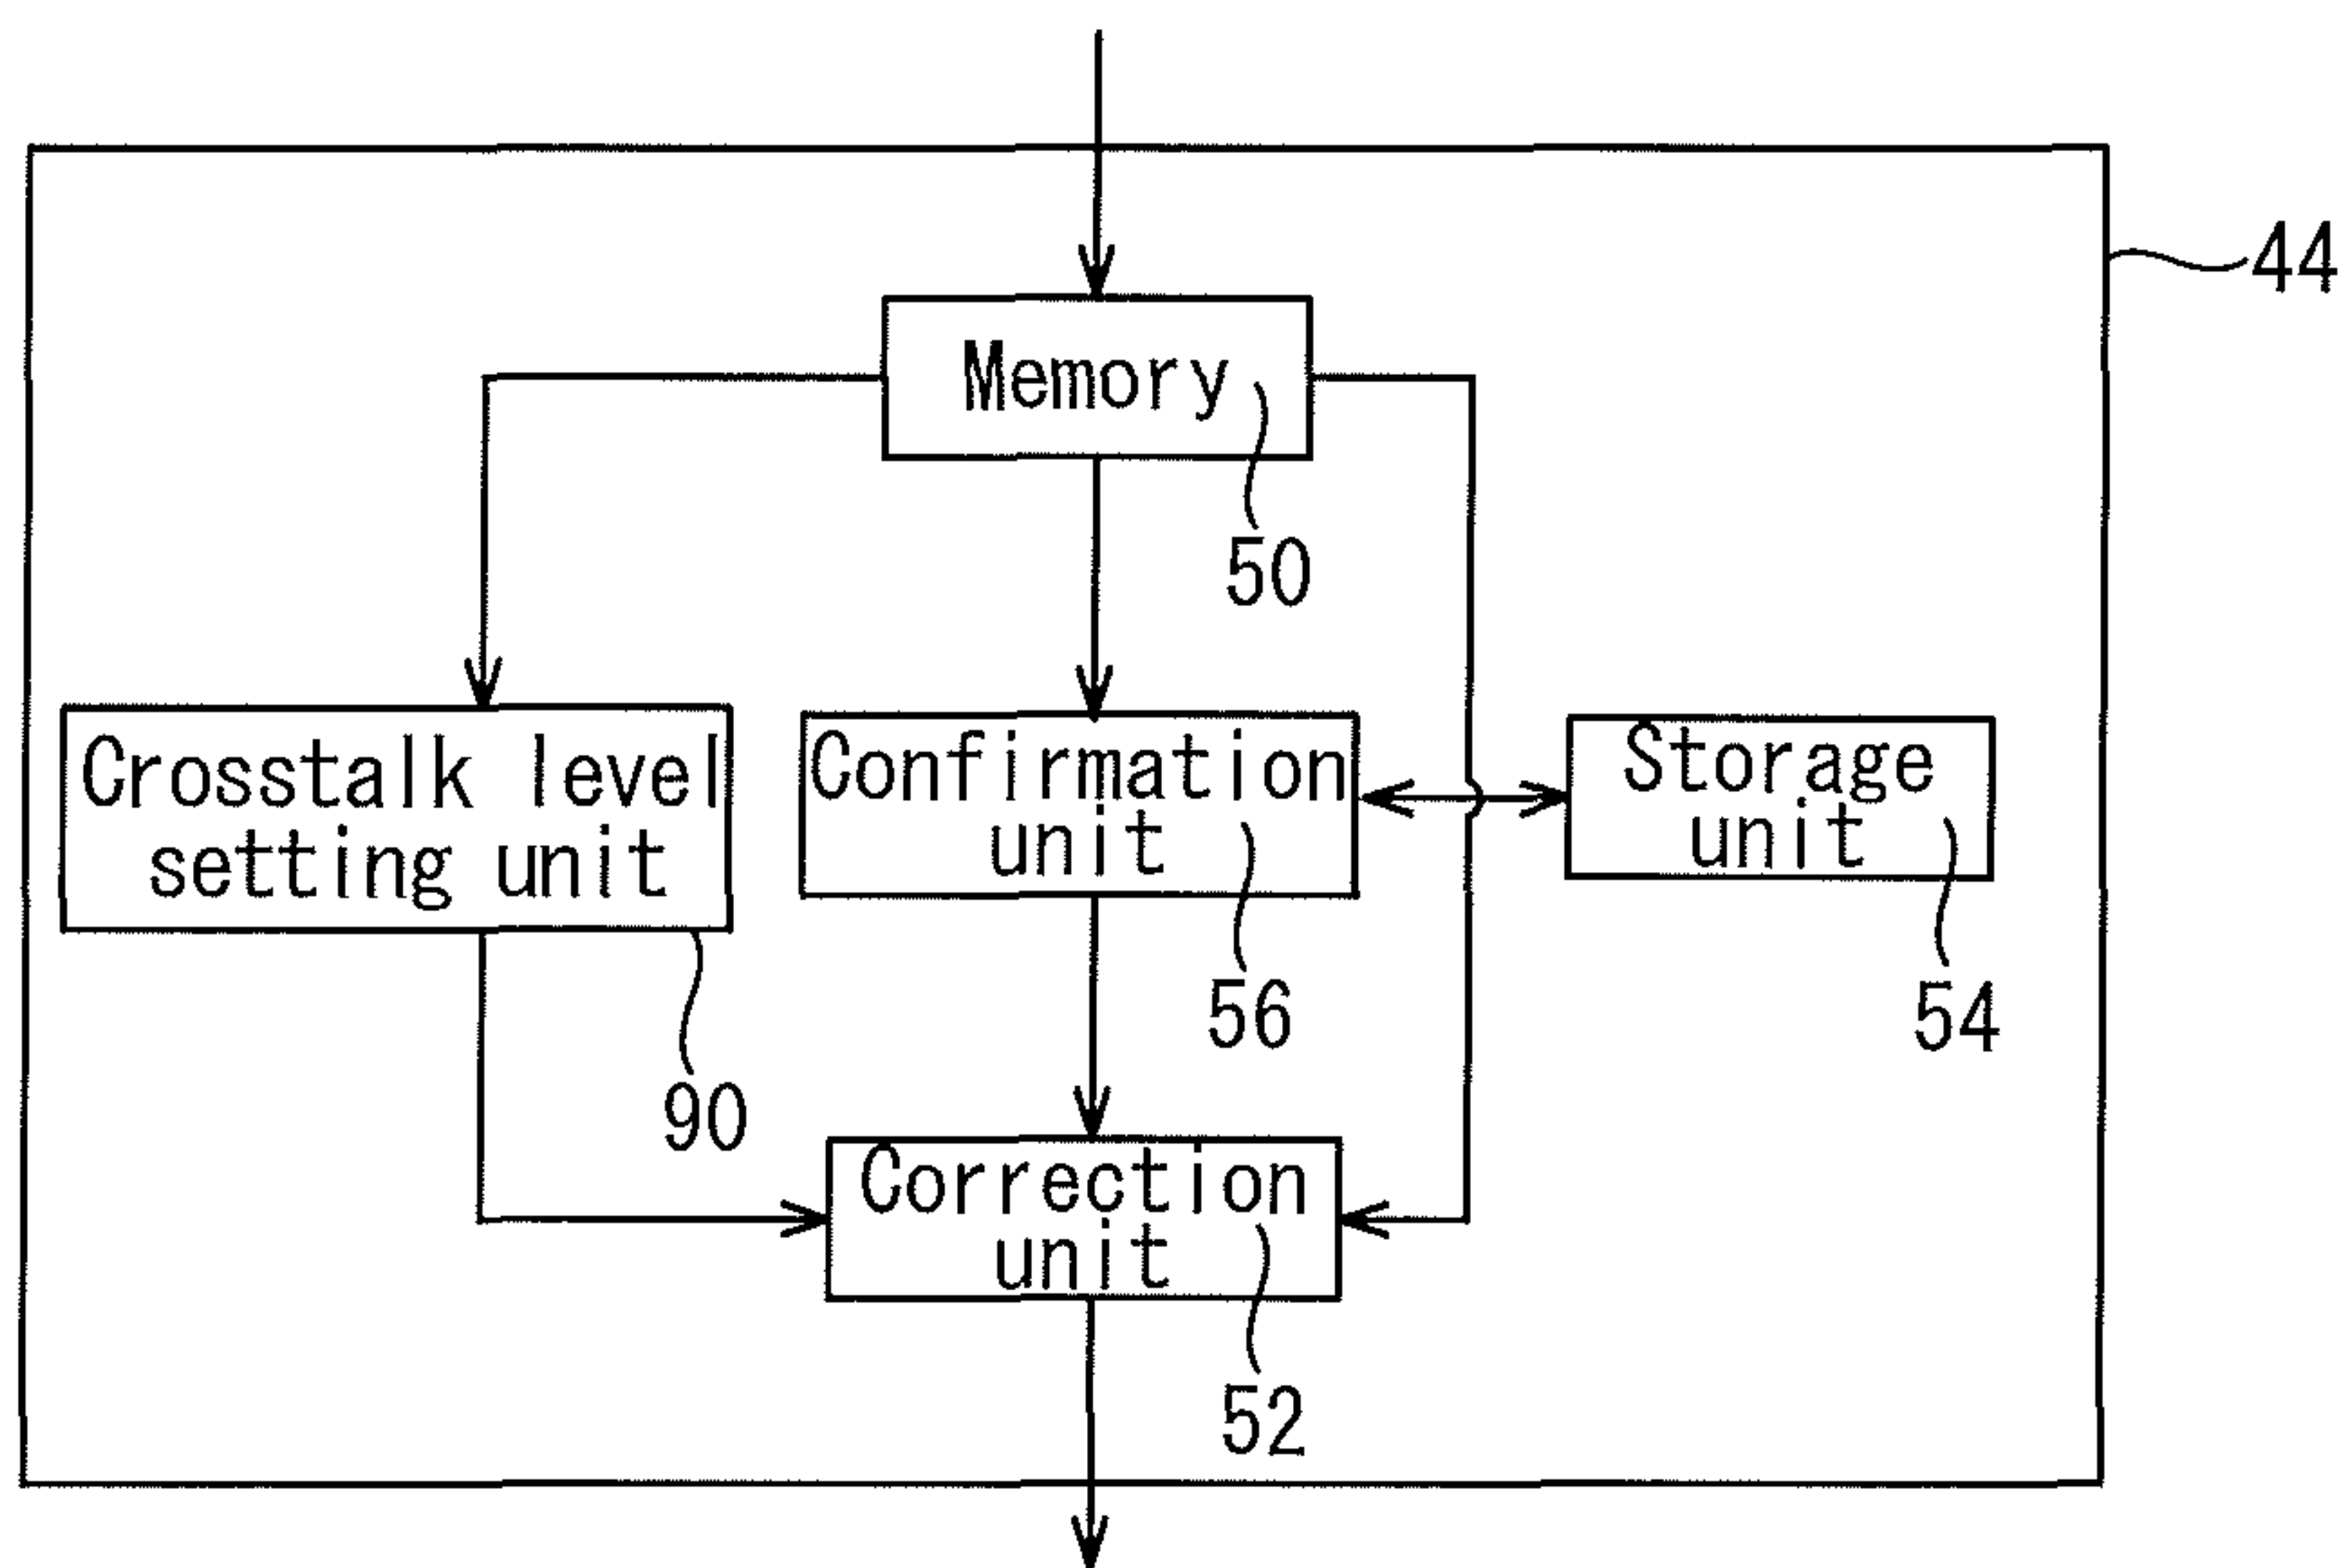 44
Memory
50
Crosstalk level
setting unit
Confirmation
unit
Storage
unit
56
54
90
Correction
unit
52